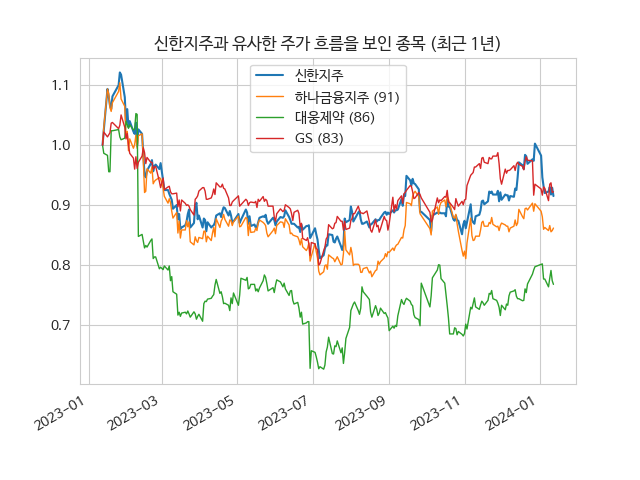 신한지주과 유사한 주가 흐름을 보인 종목 (최근 1년)
신한지주
하나금융지주 (91)
대웅제약 (86)
GS (83)
1.1
1.0
0.9
0.8
0.7
2023-01
2023-03
2023-05
2023-07
2023-09
2023-11
2024-01